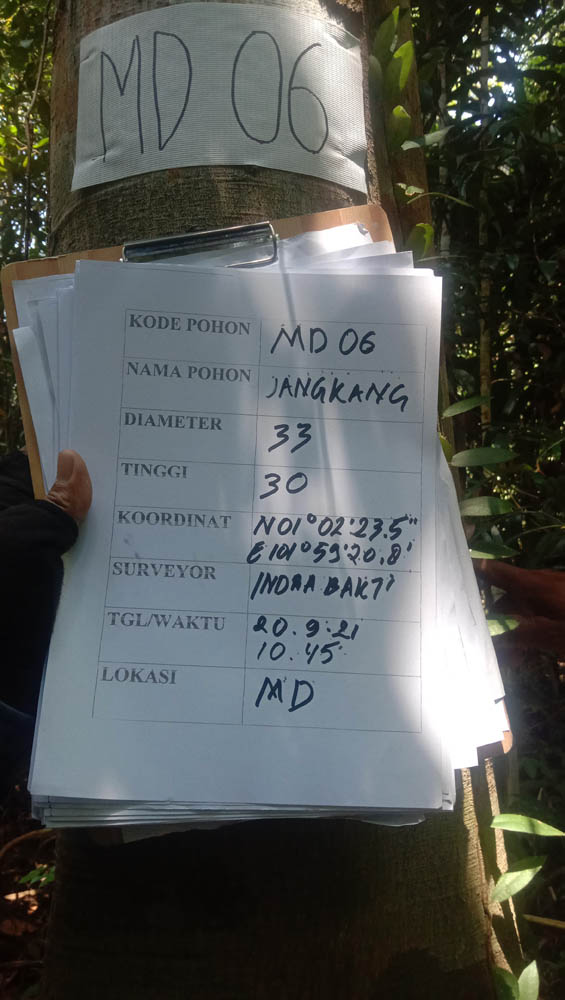 MD 06
KODE POHON MD 06
NAMA POHON JANGKANG
DIAMETER 33
TINGGI 30
KOORDINAT N01°02'23.5"
E101°59'20.8'
SURVEYOR INDRA BAKTI
TGL/WAKTU 20.9.21
10.45
LOKASI MD